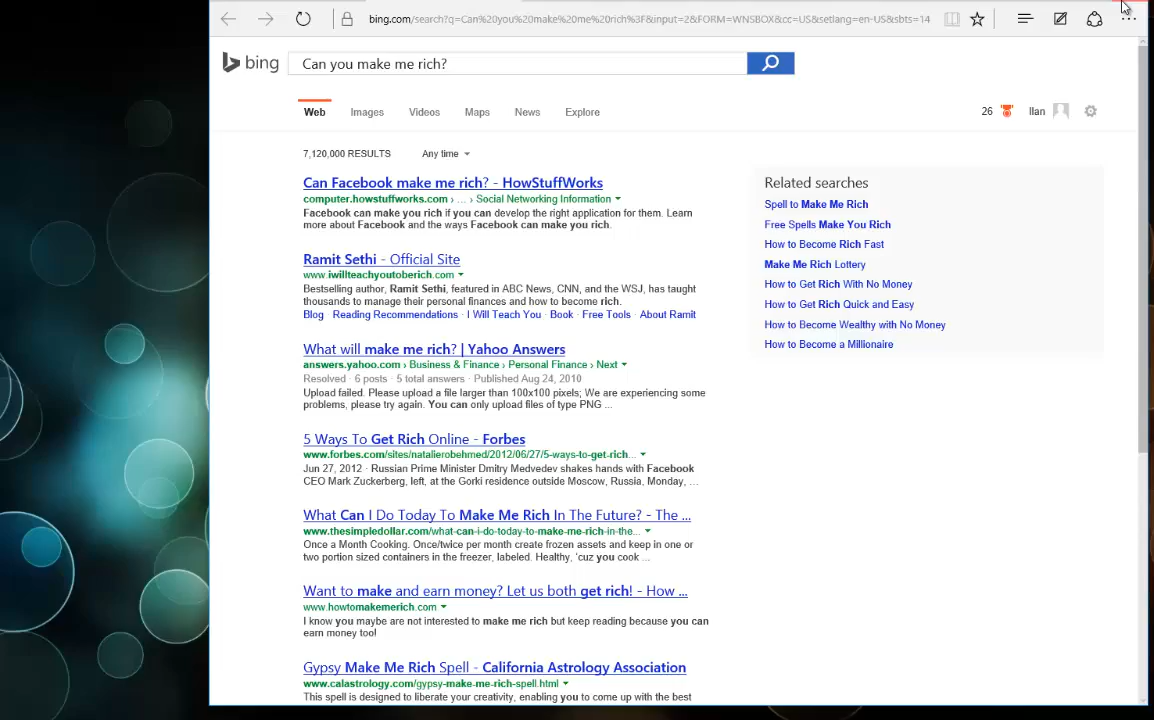 bing.com/search?q=Can%20you%20make%20me%20rich%3F&input=2&FORM=WNSBOX&cc=US&setlang=en-US&sbts=14
bing
Can you make me rich?
Web Images Videos Maps News Explore
26 Ilan
7,120,000 RESULTS Any time
Can Facebook make me rich? - HowStuffWorks
computer.howstuffworks.com › ... › Social Networking Information
Facebook can make you rich if you can develop the right application for them. Learn
more about Facebook and the ways Facebook can make you rich.
Ramit Sethi - Official Site
www.iwillteachyoutoberich.com
Bestselling author, Ramit Sethi, featured in ABC News, CNN, and the WSJ, has taught
thousands to manage their personal finances and how to become rich.
Blog · Reading Recommendations · I Will Teach You · Book · Free Tools · About Ramit
What will make me rich? | Yahoo Answers
answers.yahoo.com › Business & Finance › Personal Finance › Next
Resolved · 6 posts · 5 total answers · Published Aug 24, 2010
Upload failed. Please upload a file larger than 100x100 pixels; We are experiencing some
problems, please try again. You can only upload files of type PNG ...
5 Ways To Get Rich Online - Forbes
www.forbes.com/sites/natalierobehmed/2012/06/27/5-ways-to-get-rich...
Jun 27, 2012 · Russian Prime Minister Dmitry Medvedev shakes hands with Facebook
CEO Mark Zuckerberg, left, at the Gorki residence outside Moscow, Russia, Monday, ...
What Can I Do Today To Make Me Rich In The Future? - The ...
www.thesimpledollar.com/what-can-i-do-today-to-make-me-rich-in-the...
Once a Month Cooking. Once/twice per month create frozen assets and keep in one or
two portion sized containers in the freezer, labeled. Healthy, 'cuz you cook ...
Want to make and earn money? Let us both get rich! - How ...
www.howtomakemerich.com
I know you maybe are not interested to make me rich but keep reading because you can
earn money too!
Gypsy Make Me Rich Spell - California Astrology Association
www.calastrology.com/gypsy-make-me-rich-spell.html
This spell is designed to liberate your creativity, enabling you to come up with the best
Related searches
Spell to Make Me Rich
Free Spells Make You Rich
How to Become Rich Fast
Make Me Rich Lottery
How to Get Rich With No Money
How to Get Rich Quick and Easy
How to Become Wealthy with No Money
How to Become a Millionaire